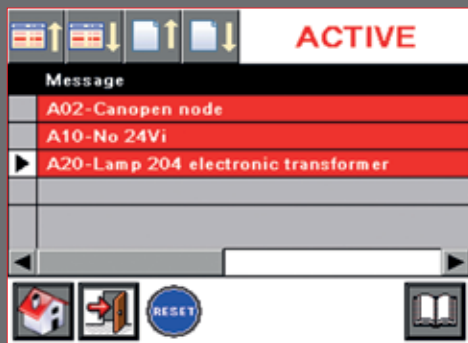 ACTIVE
Message
A02-Canopen node
A10-No 24Vi
A20-Lamp 204 electronic transformer
RESET